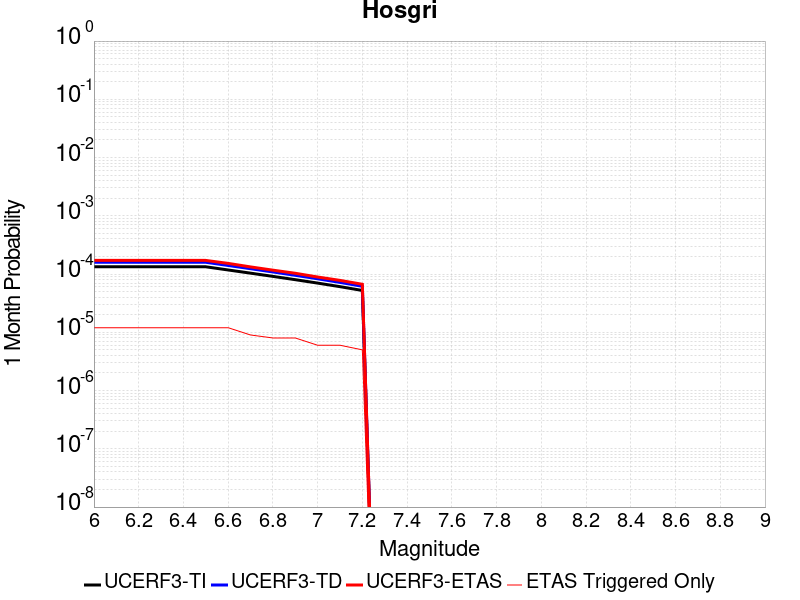 Hosgri
10 0
10 -1
10 -2
10 -3
10 -4
10 -5
10 -6
10 -7
10 -8
1 Month Probability
6 6.2 6.4 6.6 6.8 7 7.2 7.4 7.6 7.8 8 8.2 8.4 8.6 8.8 9
Magnitude
UCERF3-TI UCERF3-TD UCERF3-ETAS ETAS Triggered Only